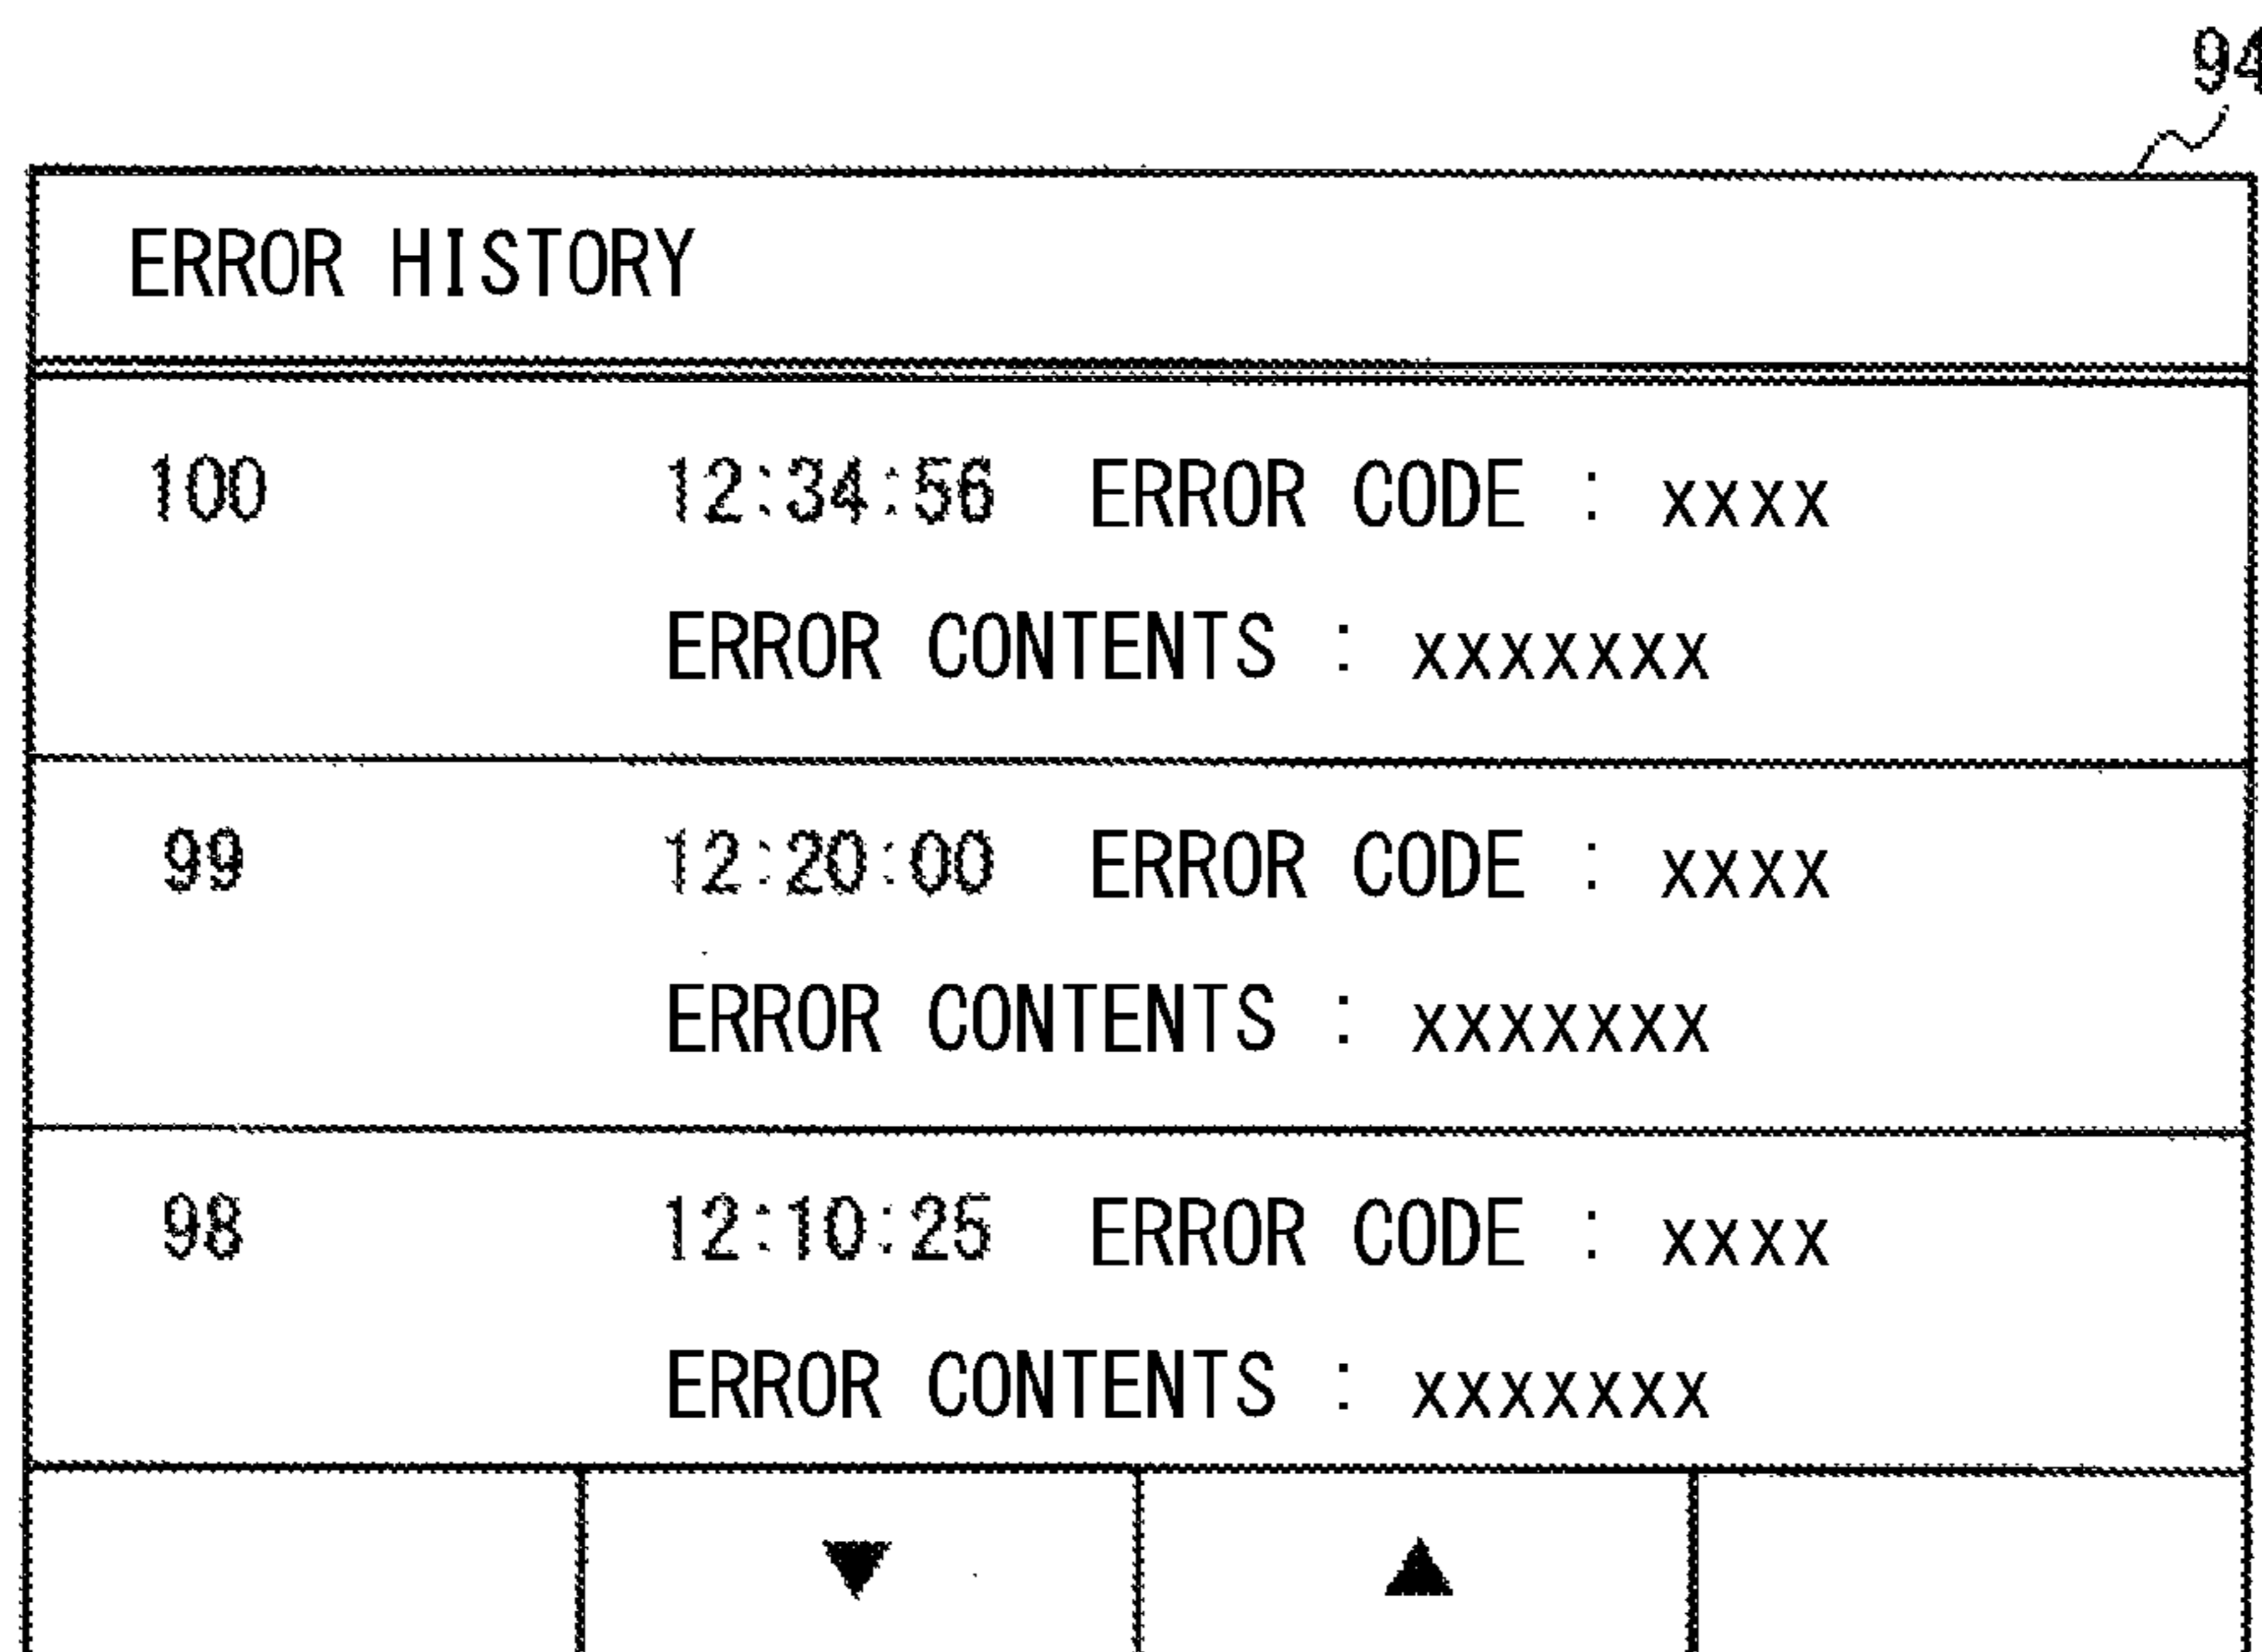 94
ERROR HISTORY
100 12:34:56 ERROR CODE : xxxx
ERROR CONTENTS : xxxxxxx
99 12:20:00 ERROR CODE : xxxx
ERROR CONTENTS : xxxxxxx
98 12:10:25 ERROR CODE : xxxx
ERROR CONTENTS : xxxxxxx
▼ ▲